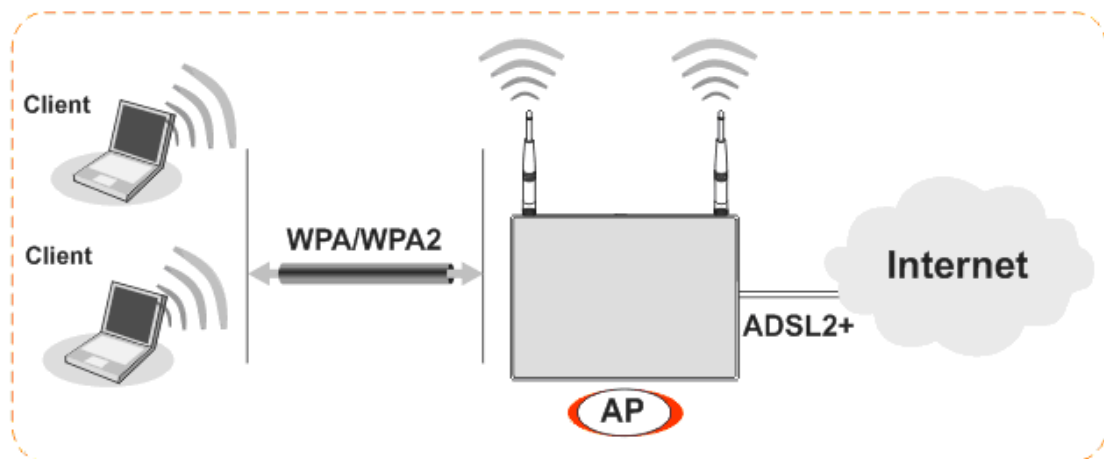 Client
Client
WPA/WPA2
AP
ADSL2+
Internet